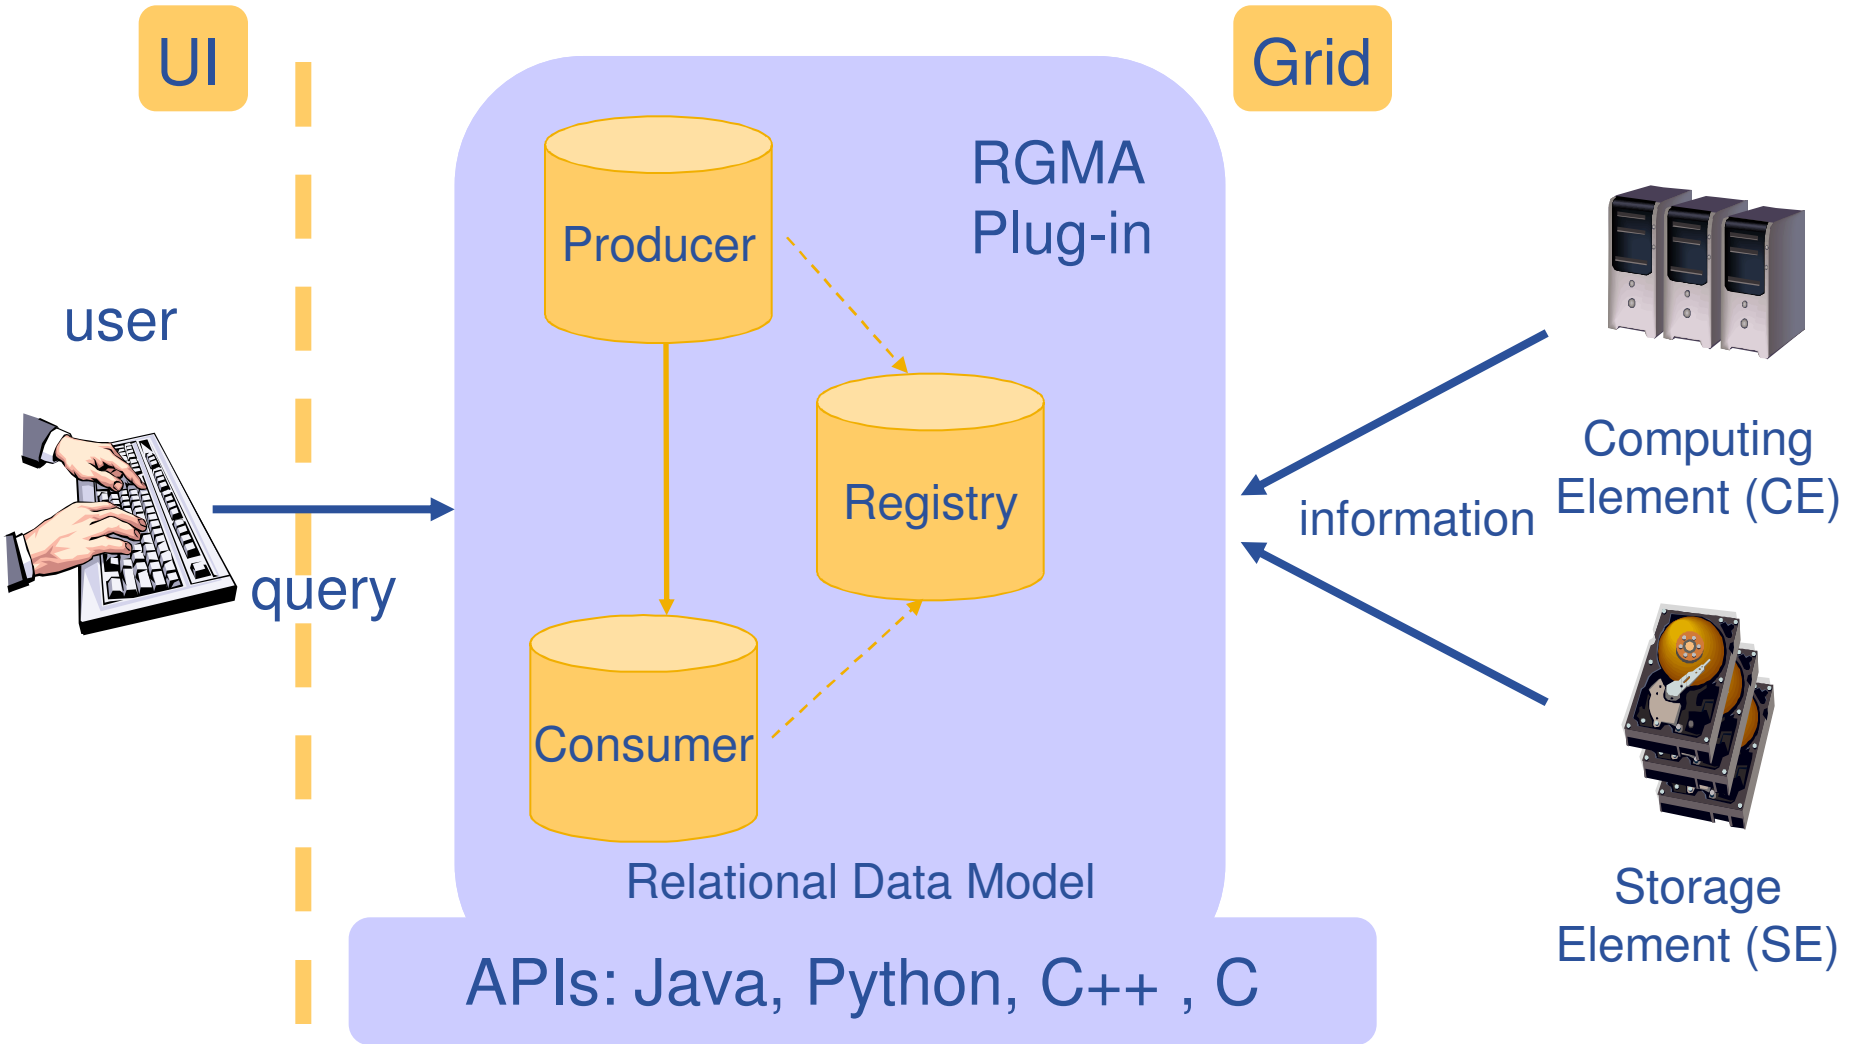 UI
Grid
RGMA
Plug-in
Producer
user
Registry
Computing
Element (CE)
information
query
Consumer
Relational Data Model
Storage
Element (SE)
APIs: Java, Python, C++ , C